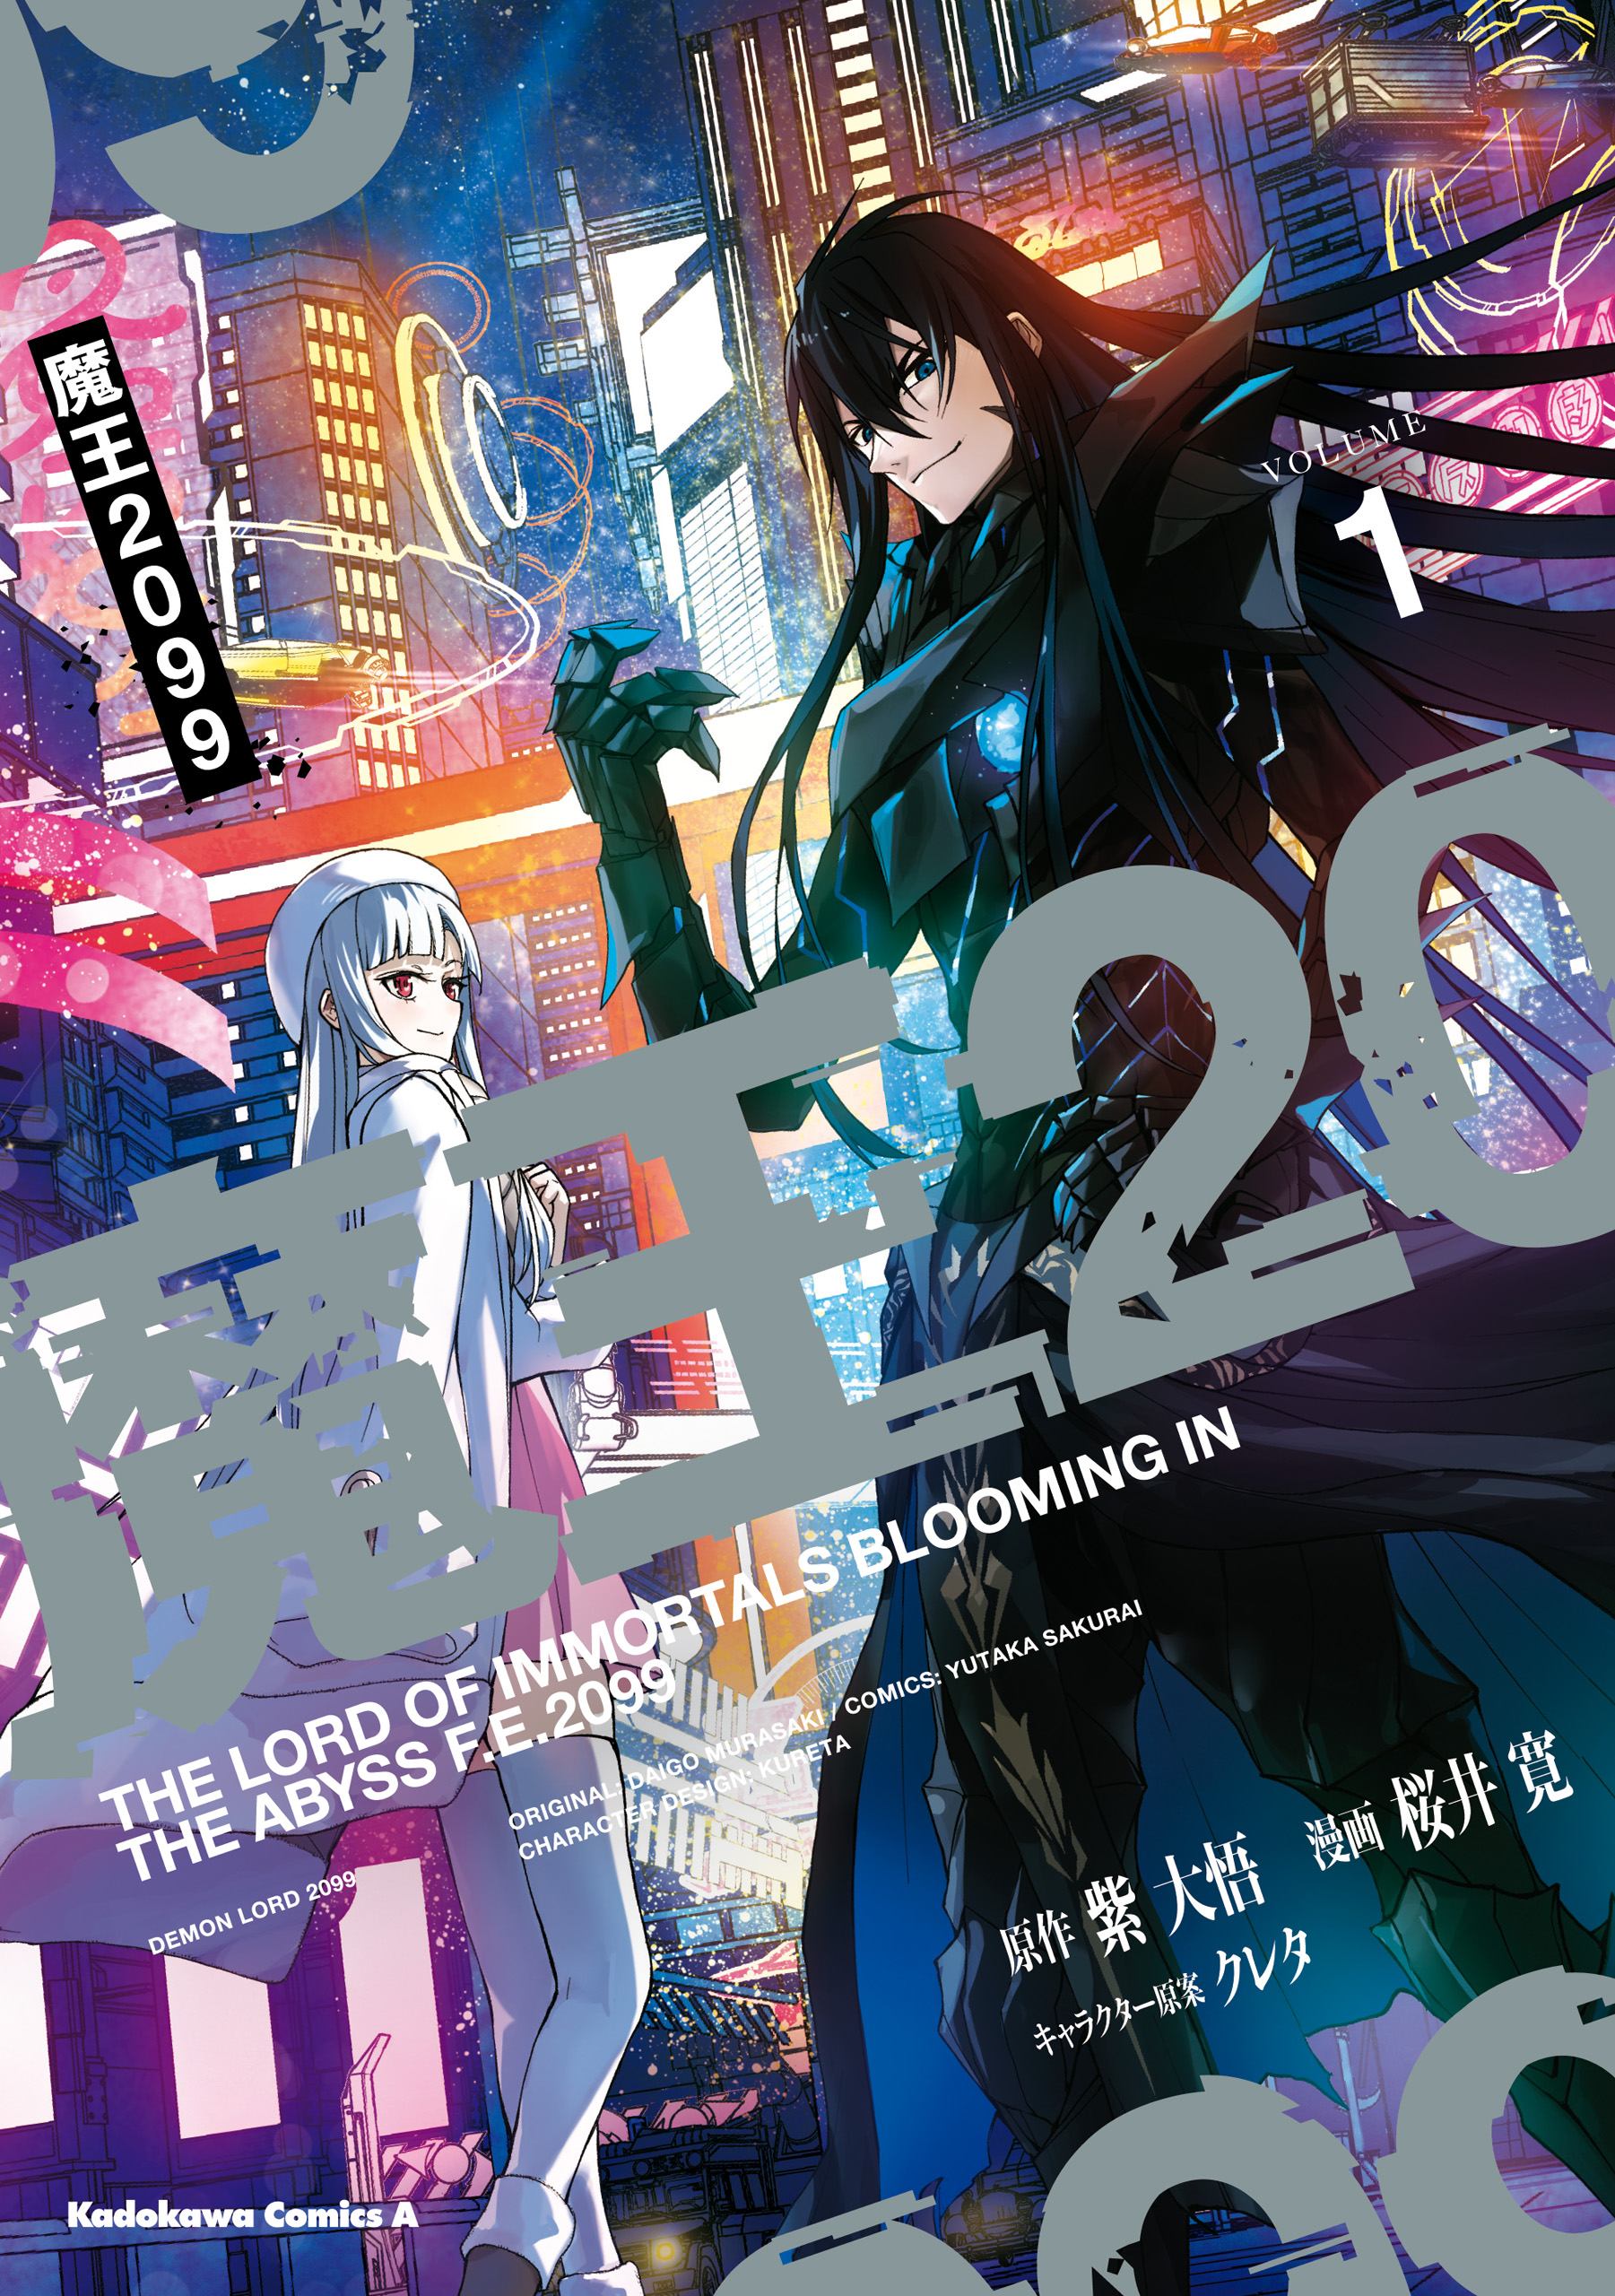 魔王2099
VOLUME
1
魔王20
99
THE LORD OF IMMORTALS BLOOMING IN
THE ABYSS F.E.2099
ORIGINAL: DAIGO MURASAKI / COMICS: YUTAKA SAKURAI
CHARACTER DESIGN: KURETA
DEMON LORD 2099
原作 紫 大悟 漫画 桜井 寛
キャラクター原案 クレタ
Kadokawa Comics A